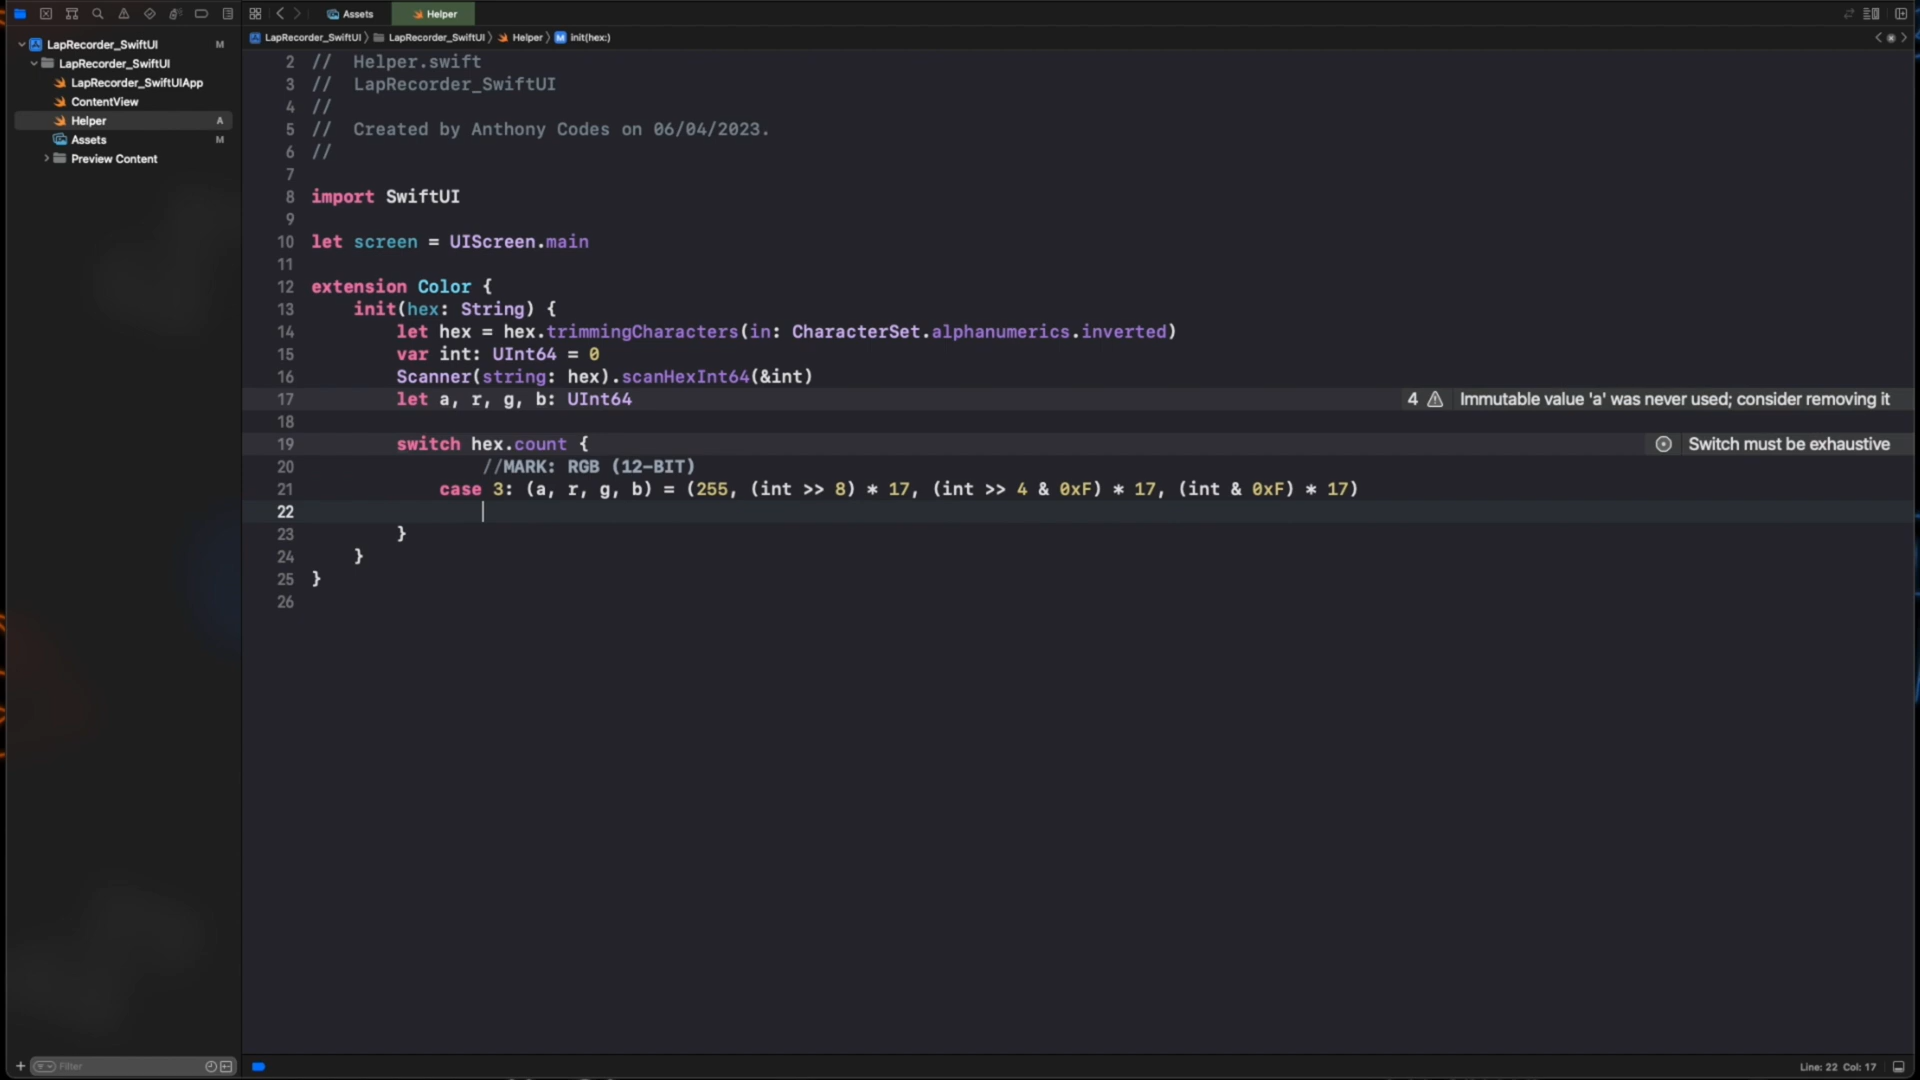 Assets
Helper
LapRecorder_SwiftUI M
LapRecorder_SwiftUI
LapRecorder_SwiftUIApp
ContentView
Helper A
Assets M
Preview Content
Filter
LapRecorder_SwiftUI LapRecorder_SwiftUI Helper M init(hex:)
2 //  Helper.swift
3 //  LapRecorder_SwiftUI
4 //
5 //  Created by Anthony Codes on 06/04/2023.
6 //
7
8 import SwiftUI
9
10 let screen = UIScreen.main
11
12 extension Color {
13     init(hex: String) {
14         let hex = hex.trimmingCharacters(in: CharacterSet.alphanumerics.inverted)
15         var int: UInt64 = 0
16         Scanner(string: hex).scanHexInt64(&int)
17         let a, r, g, b: UInt64 4 Immutable value 'a' was never used; consider removing it
18
19         switch hex.count { Switch must be exhaustive
20                 //MARK: RGB (12-BIT)
21             case 3: (a, r, g, b) = (255, (int >> 8) * 17, (int >> 4 & 0xF) * 17, (int & 0xF) * 17)
22
23         }
24     }
25 }
26
Line: 22 Col: 17